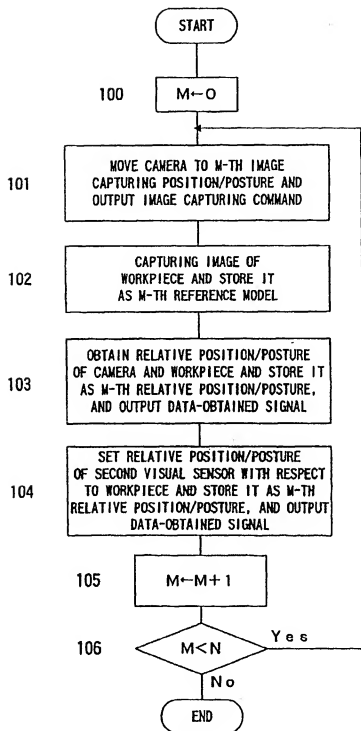 START
100
M←0
101
MOVE CAMERA TO M-TH IMAGE
CAPTURING POSITION/POSTURE AND
OUTPUT IMAGE CAPTURING COMMAND
102
CAPTURING IMAGE OF
WORKPIECE AND STORE IT
AS M-TH REFERENCE MODEL
103
OBTAIN RELATIVE POSITION/POSTURE
OF CAMERA AND WORKPIECE AND STORE IT
AS M-TH RELATIVE POSITION/POSTURE,
AND OUTPUT DATA-OBTAINED SIGNAL
104
SET RELATIVE POSITION/POSTURE
OF SECOND VISUAL SENSOR WITH RESPECT
TO WORKPIECE AND STORE IT AS M-TH
RELATIVE POSITION/POSTURE, AND OUTPUT
DATA-OBTAINED SIGNAL
105
M←M+1
106
M<N
Yes
No
END